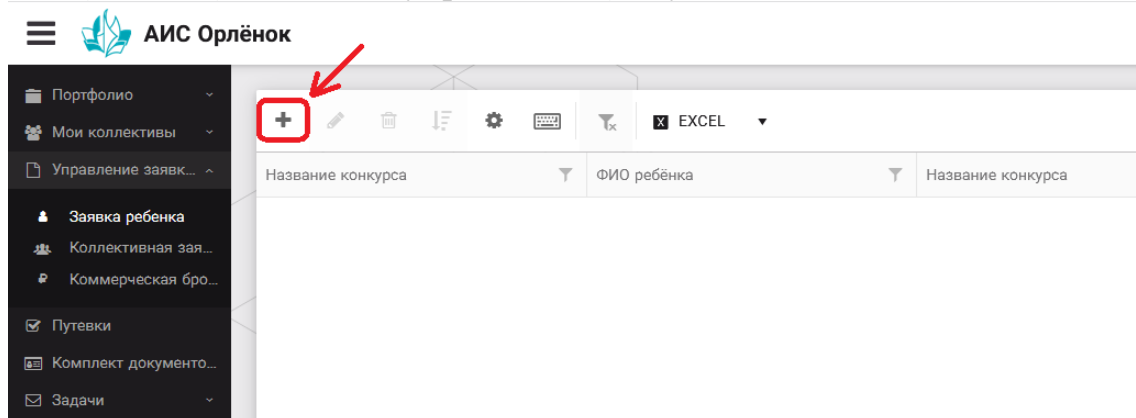 АИС Орлёнок
Портфолио
Мои коллективы
Управление заявк...
Заявка ребенка
Коллективная зая...
Коммерческая бро...
Путевки
Комплект документо...
Задачи
EXCEL
Название конкурса ФИО ребёнка Название конкурса